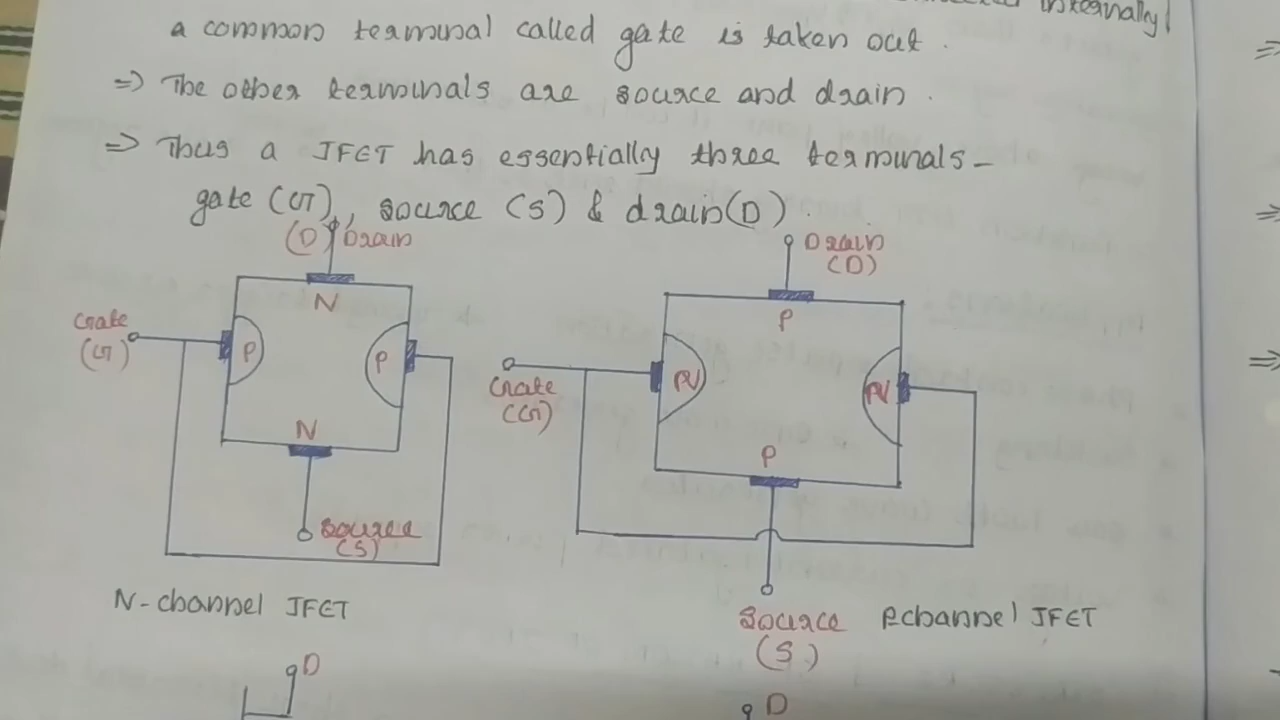 internally
a common terminal called gate is taken out.
=> The other terminals are source and drain.
=> Thus a JFET has essentially three terminals-
gate (G), source (S) & drain(D).
(D) Drain
N
Gate
(G)
P
P
N
Source
(S)
N-channel JFET
Drain
(D)
P
Gate
(G)
N
N
P
Source
(S)
P channel JFET
D
D